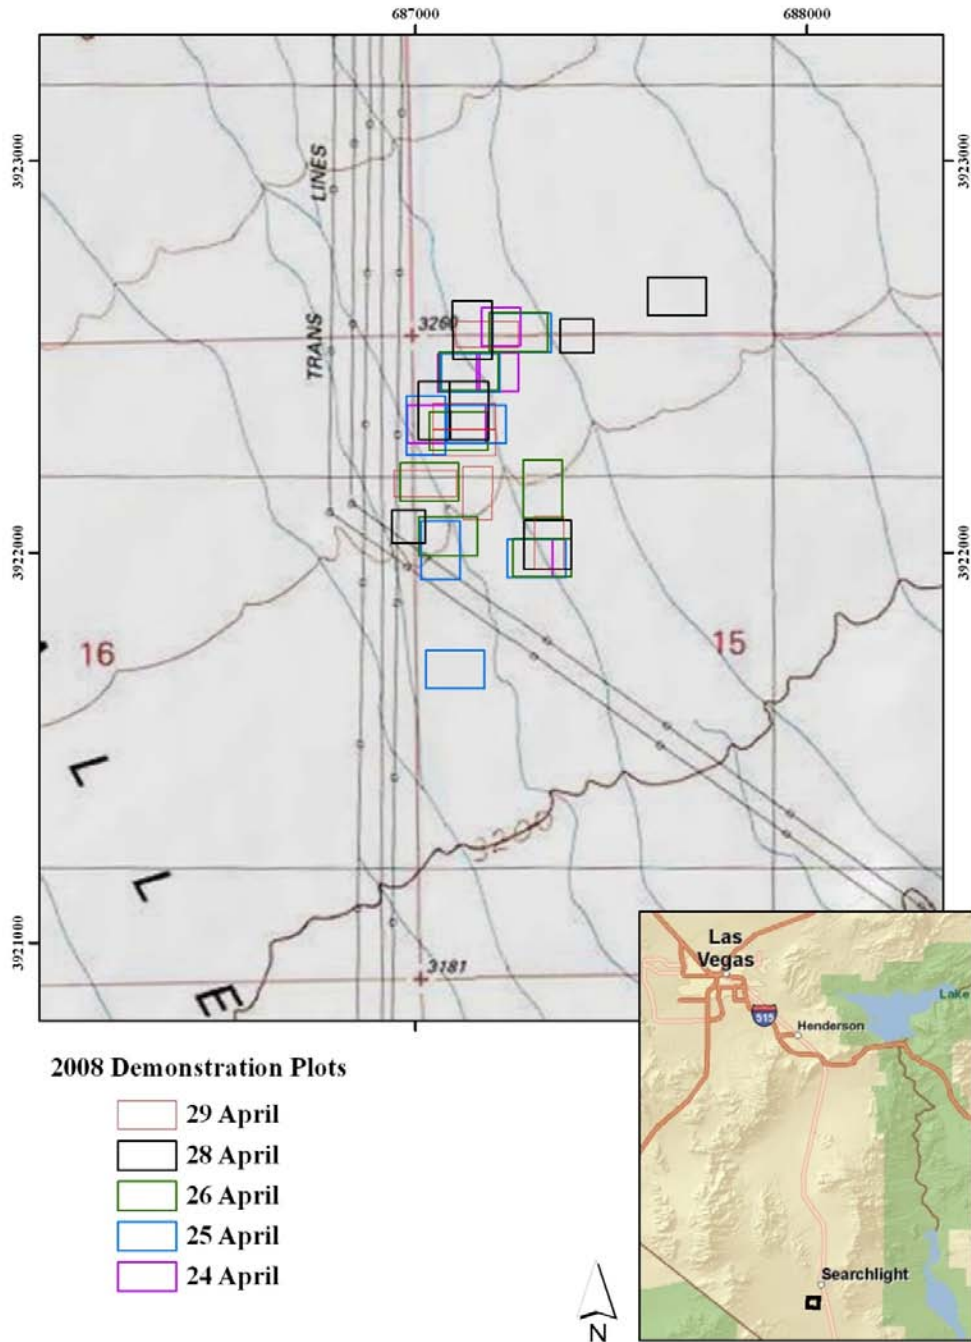 687000
688000
3923000
3923000
LINES
TRANS
3260
3922000
3922000
16
15
L
3200
L
3921000
3921000
3181
E
Las
Vegas
515
Henderson
Lake
Searchlight
2008 Demonstration Plots
29 April
28 April
26 April
25 April
24 April
N